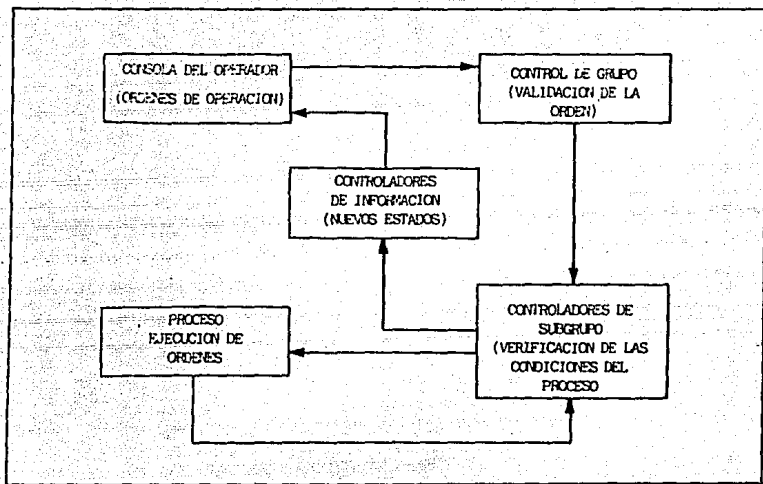 CONSOLA DEL OPERADOR
(ORDENES DE OPERACION)
CONTROL DE GRUPO
(VALIDACION DE LA
ORDEN)
CONTROLADORES
DE INFORMACION
(NUEVOS ESTADOS)
PROCESO
EJECUCION DE
ORDENES
CONTROLADORES DE
SUBGRUPO
(VERIFICACION DE LAS
CONDICIONES DEL
PROCESO